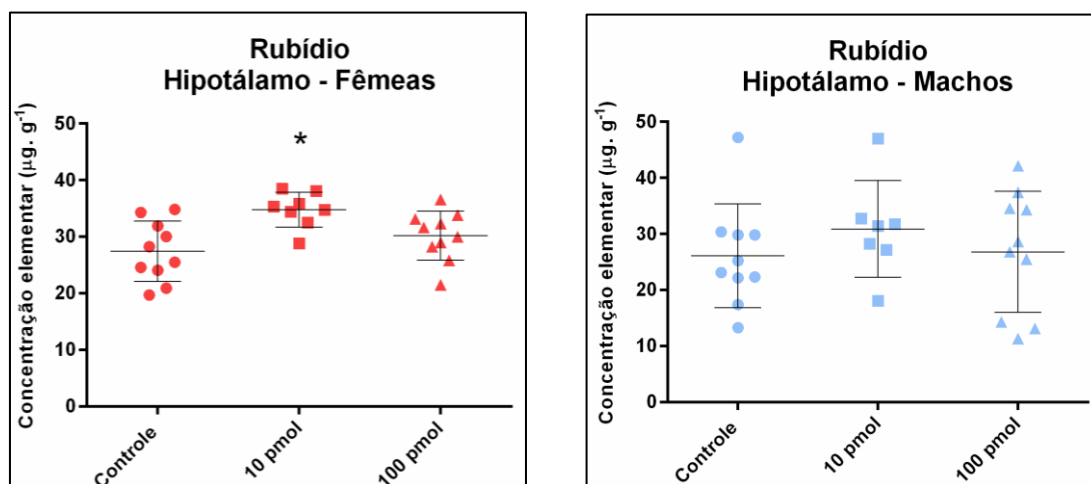 Rubídio
Hipotálamo - Fêmeas
Concentração elementar (μg. g⁻¹)
50
40
30
20
10
0
*
Controle
10 pmol
100 pmol
Rubídio
Hipotálamo - Machos
Concentração elementar (μg. g⁻¹)
50
40
30
20
10
0
Controle
10 pmol
100 pmol